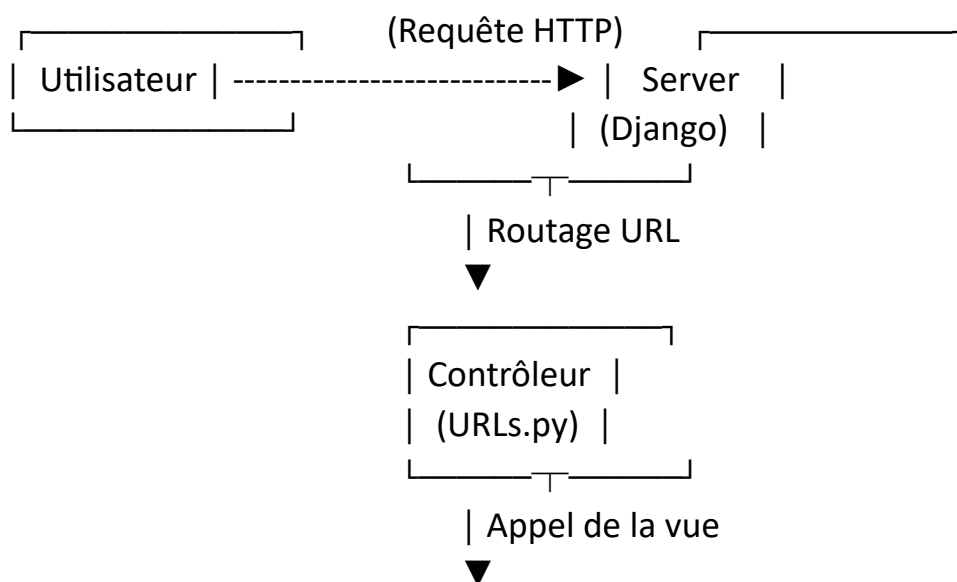 (Requête HTTP)
| Utilisateur | ----------------------------► | Server |
| (Django) |
| Routage URL
▼
| Contrôleur |
| (URLs.py) |
| Appel de la vue
▼